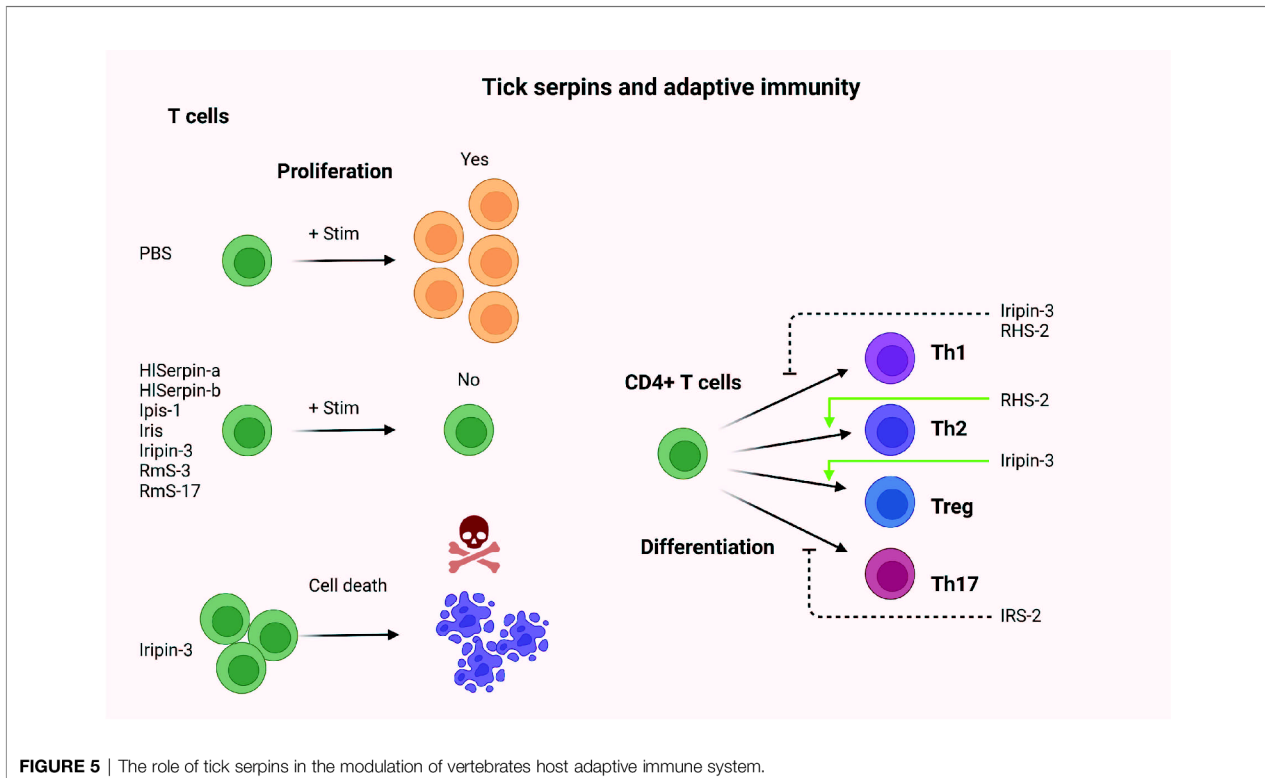 Tick serpins and adaptive immunity
T cells
Proliferation
Yes
PBS
+ Stim
HlSerpin-a
HlSerpin-b
Ipis-1
Iris
Iripin-3
RmS-3
RmS-17
+ Stim
No
Iripin-3
Cell death
CD4+ T cells
Differentiation
Th1
Th2
Treg
Th17
Iripin-3
RHS-2
RHS-2
Iripin-3
IRS-2
FIGURE 5 | The role of tick serpins in the modulation of vertebrates host adaptive immune system.